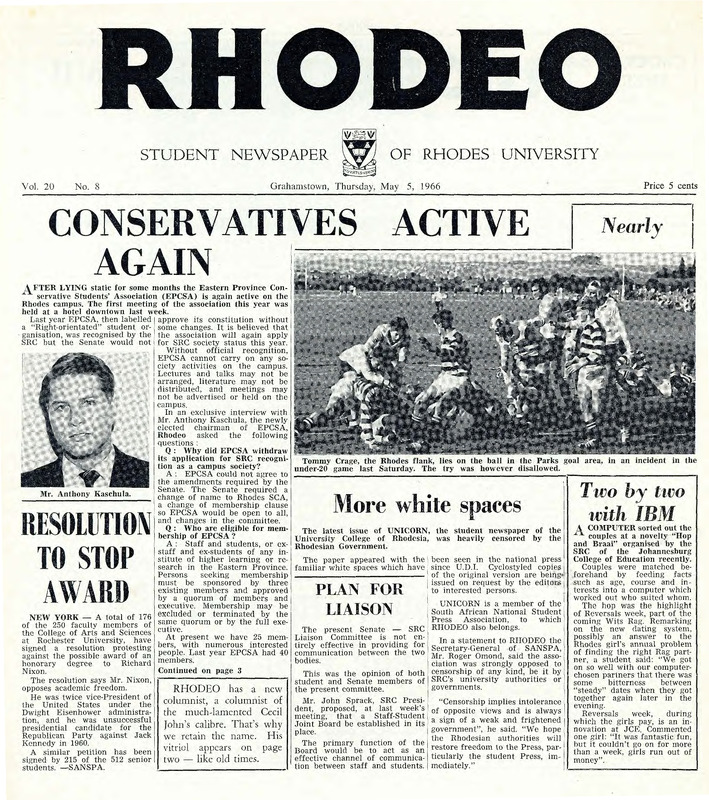 RHODEO
STUDENT NEWSPAPER OF RHODES UNIVERSITY
Vol. 20 No. 8 Grahamstown, Thursday, May 5, 1966 Price 5 cents
CONSERVATIVES ACTIVE
AGAIN
AFTER LYING static for some months the Eastern Province Con-
servative Students' Association (EPCSA) is again active on the
Rhodes campus. The first meeting of the association this year was
held at a hotel downtown last week.
Last year EPCSA, then labelled
a "Right-orientated" student or-
ganisation, was recognised by the
SRC but the Senate would not
Mr. Anthony Kaschula.
approve its constitution without
some changes. It is believed that
the association will again apply
for SRC society status this year.
Without official recognition,
EPCSA cannot carry on any so-
ciety activities on the campus.
Lectures and talks may not be
arranged, literature may not be
distributed, and meetings may
not be advertised or held on the
campus.
In an exclusive interview with
Mr. Anthony Kaschula, the newly
elected chairman of EPCSA,
Rhodeo asked the following
questions :
Q : Why did EPCSA withdraw
its application for SRC recogni-
tion as a campus society?
A : EPCSA could not agree to
the amendments required by the
Senate. The Senate required a
change of name to Rhodes SCA,
a change of membership clause
so EPCSA would be open to all,
and changes in the committee.
Q : Who are eligible for mem-
bership of EPCSA ?
A : Staff and students, or ex-
staff and ex-students of any in-
stitute of higher learning or re-
search in the Eastern Province.
Persons seeking membership
must be sponsored by three
existing members and approved
by a quorum of members and
executive. Membership may be
excluded or terminated by the
same quorum or by the full exe-
cutive.
At present we have 25 mem-
bers, with numerous interested
people. Last year EPCSA had 40
members.
Continued on page 3
RESOLUTION
TO STOP
AWARD
NEW YORK — A total of 176
of the 250 faculty members of
the College of Arts and Sciences
at Rochester University, have
signed a resolution protesting
against the possible award of an
honorary degree to Richard
Nixon.
The resolution says Mr. Nixon,
opposes academic freedom.
He was twice vice-President of
the United States under the
Dwight Eisenhower administra-
tion, and he was unsuccessful
presidential candidate for the
Republican Party against Jack
Kennedy in 1960.
A similar petition has been
signed by 215 of the 512 senior
students. —SANSPA.
RHODEO has a new
columnist, a columnist of
the much-lamented Cecil
John's calibre. That's why
we retain the name. His
vitriol appears on page
two — like old times.
Nearly
Tommy Crage, the Rhodes flank, lies on the ball in the Parks goal area, in an incident in the
under-20 game last Saturday. The try was however disallowed.
More white spaces
The latest issue of UNICORN, the student newspaper of the
University College of Rhodesia, was heavily censored by the
Rhodesian Government.
The paper appeared with the
familiar white spaces which have
been seen in the national press
since U.D.I. Cyclostyled copies
of the original version are being
issued on request by the editors
to interested persons.
UNICORN is a member of the
South African National Student
Press Association, to which
RHODEO also belongs.
In a statement to RHODEO the
Secretary-General of SANSPA,
Mr. Roger Omond, said the asso-
ciation was strongly opposed to
censorship of any kind, be it by
SRC's university authorities or
governments.
"Censorship implies intolerance
of opposite views and is always
a sign of a weak and frightened
government", he said. "We hope
the Rhodesian authorities will
restore freedom to the Press, par-
ticularly the student Press, im-
mediately."
PLAN FOR
LIAISON
The present Senate — SRC
Liaison Committee is not en-
tirely effective in providing for
communication between the two
bodies.
This was the opinion of both
student and Senate members of
the present committee.
Mr. John Sprack, SRC Presi-
dent, proposed, at last week's
meeting, that a Staff-Student
Joint Board be established in its
place.
The primary function of the
Board would be to act as an
effective channel of communica-
tion between staff and students.
Two by two
with IBM
A COMPUTER sorted out the
couples at a novelty "Hop
and Braai" organised by the
SRC of the Johannesburg
College of Education recently.
Couples were matched be-
forehand by feeding facts
such as age, course and in-
terests into a computer which
worked out who suited whom.
The hop was the highlight
of Reversals week, part of the
coming Wits Rag. Remarking
on the new dating system,
possibly an answer to the
Rhodes girl's annual problem
of finding the right Rag part-
ner, a student said: "We got
on so well with our computer-
chosen partners that there was
some bitterness between
"steady" dates when they got
together again later in the
evening.
Reversals week, during
which the girls pay, is an in-
novation at JCE. Commented
one girl: "It was fantastic fun,
but it couldn't go on for more
than a week, girls run out of
money".